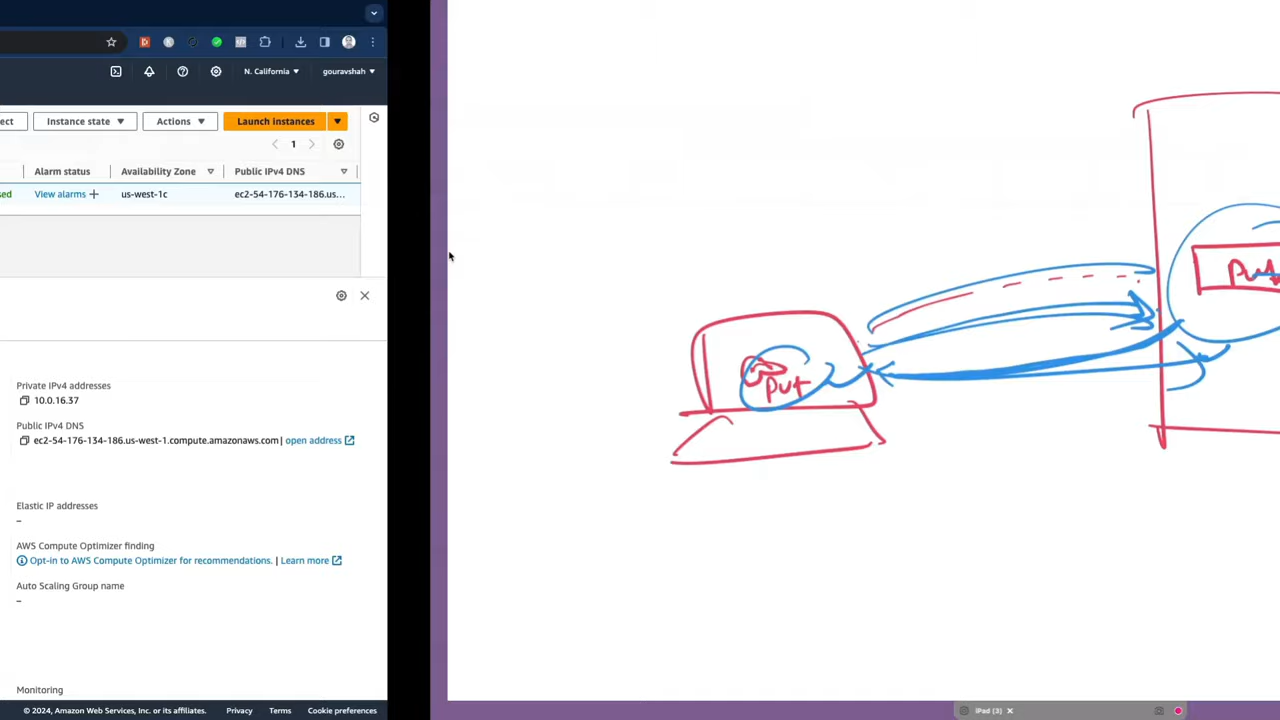 N. California
gouravshah
ect
Instance state
Actions
Launch instances
1
Alarm status
Availability Zone
Public IPv4 DNS
sed
View alarms
us-west-1c
ec2-54-176-134-186.us...
Private IPv4 addresses
10.0.16.37
Public IPv4 DNS
ec2-54-176-134-186.us-west-1.compute.amazonaws.com | open address
Elastic IP addresses
–
AWS Compute Optimizer finding
Opt-in to AWS Compute Optimizer for recommendations. | Learn more
Auto Scaling Group name
–
Monitoring
© 2024, Amazon Web Services, Inc. or its affiliates.
Privacy
Terms
Cookie preferences
put
iPad (3)